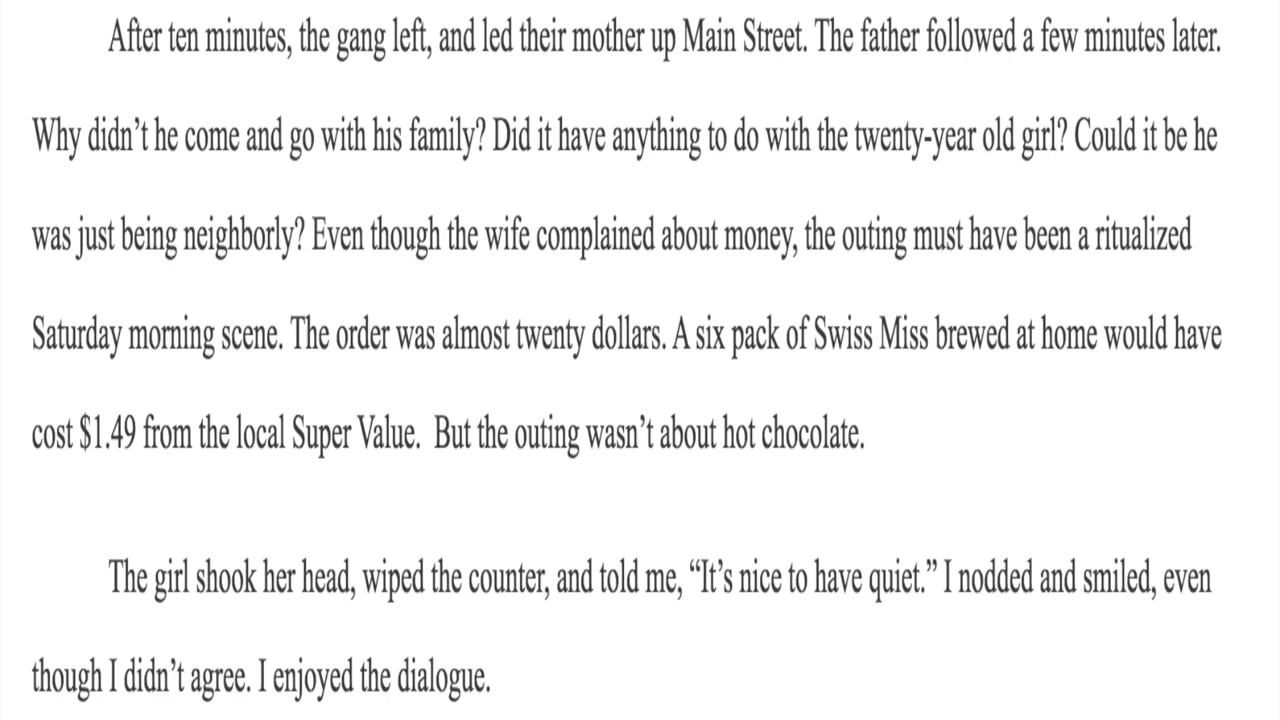 After ten minutes, the gang left, and led their mother up Main Street. The father followed a few minutes later.
Why didn’t he come and go with his family? Did it have anything to do with the twenty-year old girl? Could it be he
was just being neighborly? Even though the wife complained about money, the outing must have been a ritualized
Saturday morning scene. The order was almost twenty dollars. A six pack of Swiss Miss brewed at home would have
cost $1.49 from the local Super Value.  But the outing wasn’t about hot chocolate.
The girl shook her head, wiped the counter, and told me, “It’s nice to have quiet.” I nodded and smiled, even
though I didn’t agree. I enjoyed the dialogue.